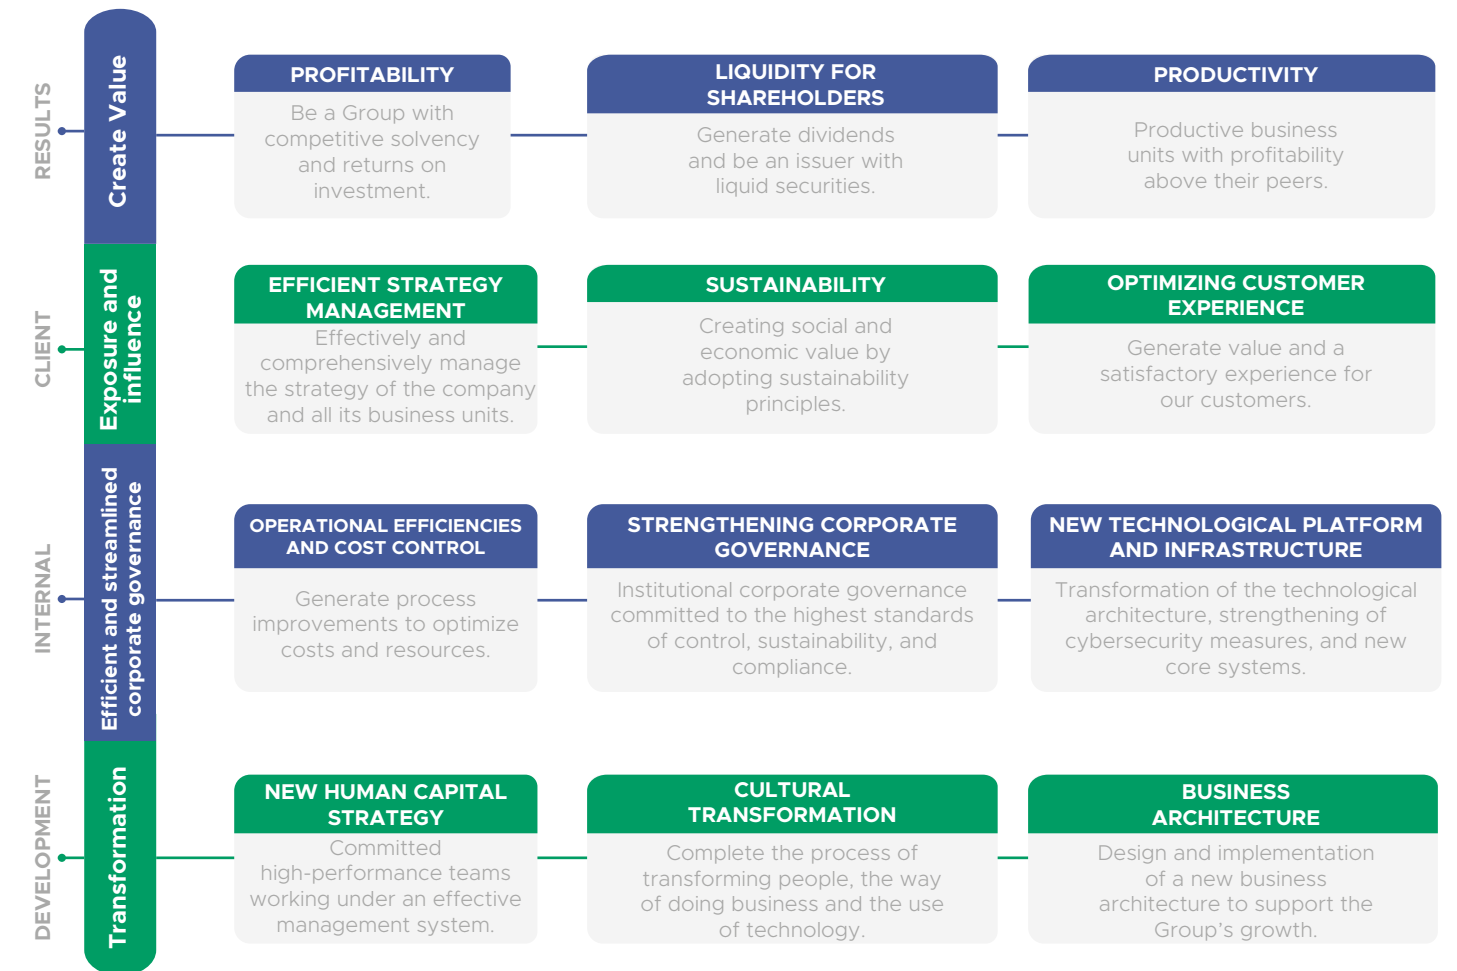 RESULTS
Create Value
PROFITABILITY
Be a Group with
competitive solvency
and returns on
investment.
LIQUIDITY FOR
SHAREHOLDERS
Generate dividends
and be an issuer with
liquid securities.
PRODUCTIVITY
Productive business
units with profitability
above their peers.
CLIENT
Exposure and
influence
EFFICIENT STRATEGY
MANAGEMENT
Effectively and
comprehensively manage
the strategy of the company
and all its business units.
SUSTAINABILITY
Creating social and
economic value by
adopting sustainability
principles.
OPTIMIZING CUSTOMER
EXPERIENCE
Generate value and a
satisfactory experience for
our customers.
INTERNAL
Efficient and streamlined
corporate governance
OPERATIONAL EFFICIENCIES
AND COST CONTROL
Generate process
improvements to optimize
costs and resources.
STRENGTHENING CORPORATE
GOVERNANCE
Institutional corporate governance
committed to the highest standards
of control, sustainability, and
compliance.
NEW TECHNOLOGICAL PLATFORM
AND INFRASTRUCTURE
Transformation of the technological
architecture, strengthening of
cybersecurity measures, and new
core systems.
DEVELOPMENT
Transformation
NEW HUMAN CAPITAL
STRATEGY
Committed
high-performance teams
working under an effective
management system.
CULTURAL
TRANSFORMATION
Complete the process of
transforming people, the way
of doing business and the use
of technology.
BUSINESS
ARCHITECTURE
Design and implementation
of a new business
architecture to support the
Group’s growth.